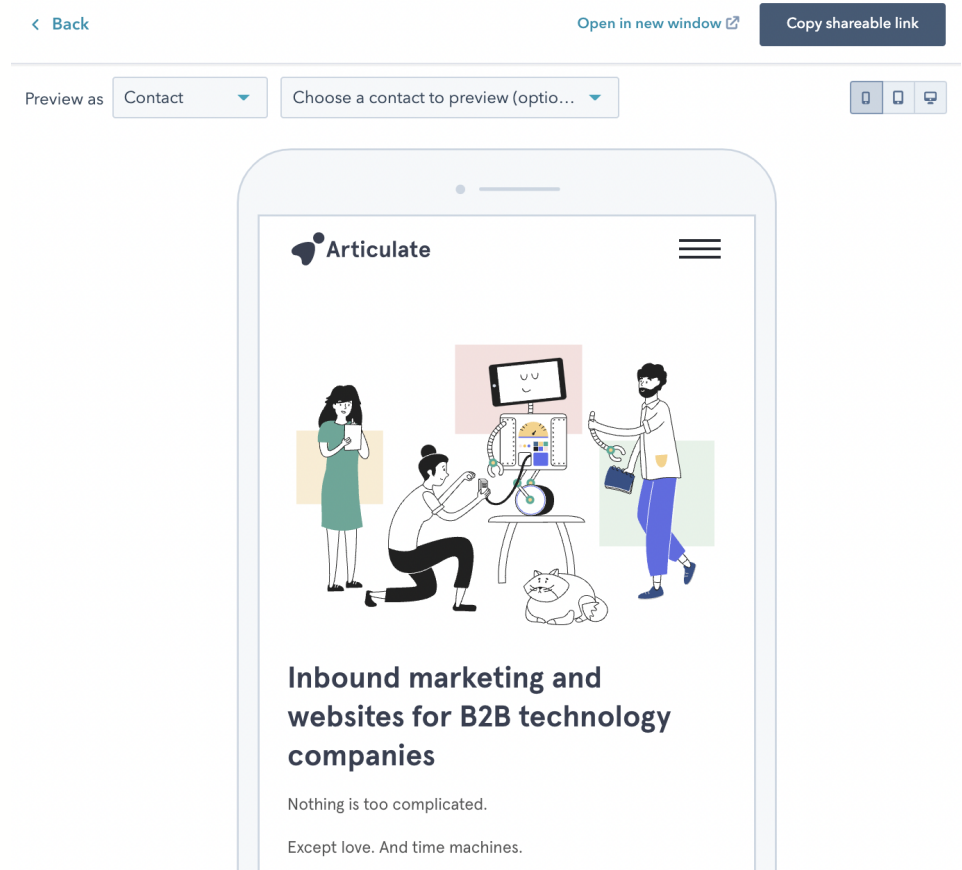 Back
Open in new window
Copy shareable link
Preview as
Contact
Choose a contact to preview (optio...
Articulate
Inbound marketing and
websites for B2B technology
companies
Nothing is too complicated.
Except love. And time machines.